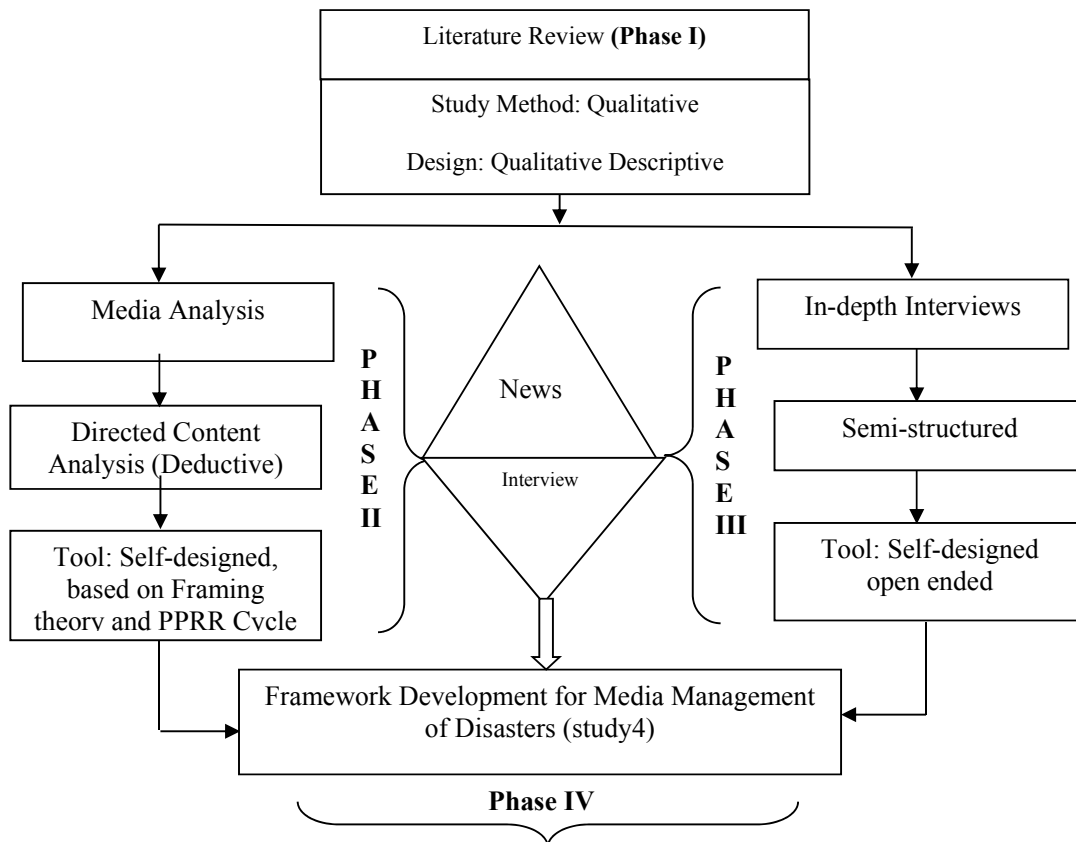 Literature Review (Phase I)
Study Method: Qualitative
Design: Qualitative Descriptive
Media Analysis
Directed Content
Analysis (Deductive)
Tool: Self-designed,
based on Framing
theory and PPRR Cycle
P
H
A
S
E
II
News
Interview
P
H
A
S
E
III
In-depth Interviews
Semi-structured
Tool: Self-designed
open ended
Framework Development for Media Management
of Disasters (study4)
Phase IV